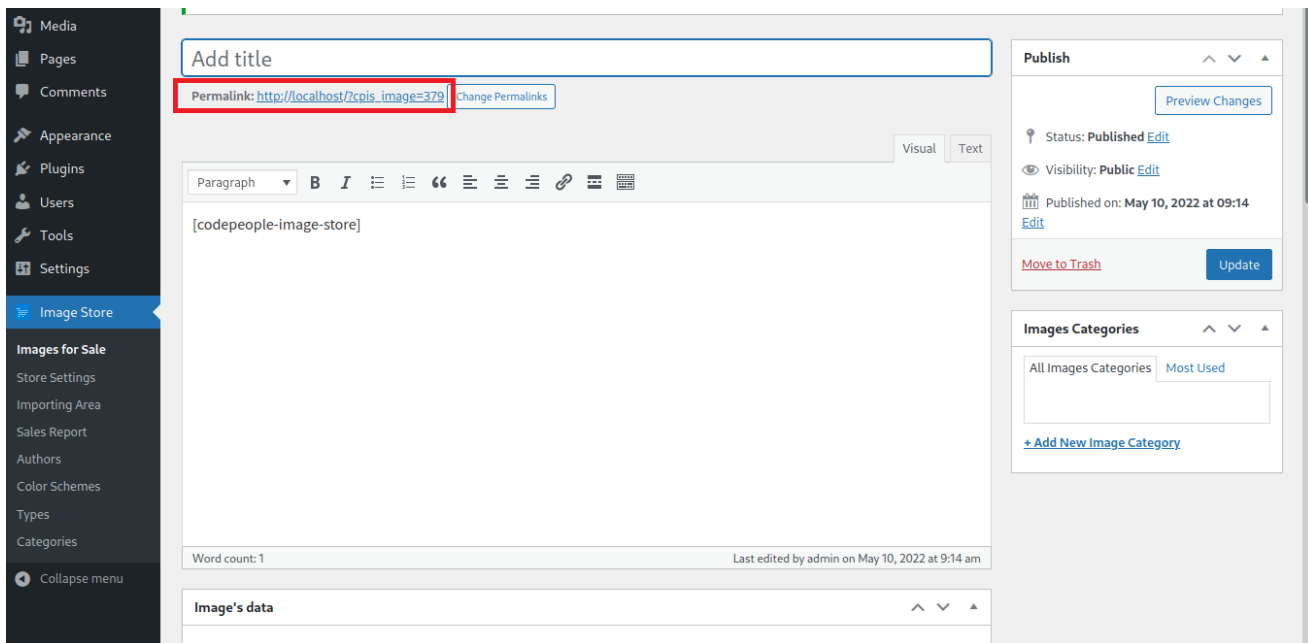 Media
Pages
Comments
Appearance
Plugins
Users
Tools
Settings
Image Store
Images for Sale
Store Settings
Importing Area
Sales Report
Authors
Color Schemes
Types
Categories
Collapse menu
Add title
Permalink: http://localhost/?cpis_image=379 Change Permalinks
Visual Text
Paragraph
[codepeople-image-store]
Word count: 1 Last edited by admin on May 10, 2022 at 9:14 am
Image's data
Publish
Preview Changes
Status: Published Edit
Visibility: Public Edit
Published on: May 10, 2022 at 09:14
Edit
Move to Trash Update
Images Categories
All Images Categories Most Used
+ Add New Image Category